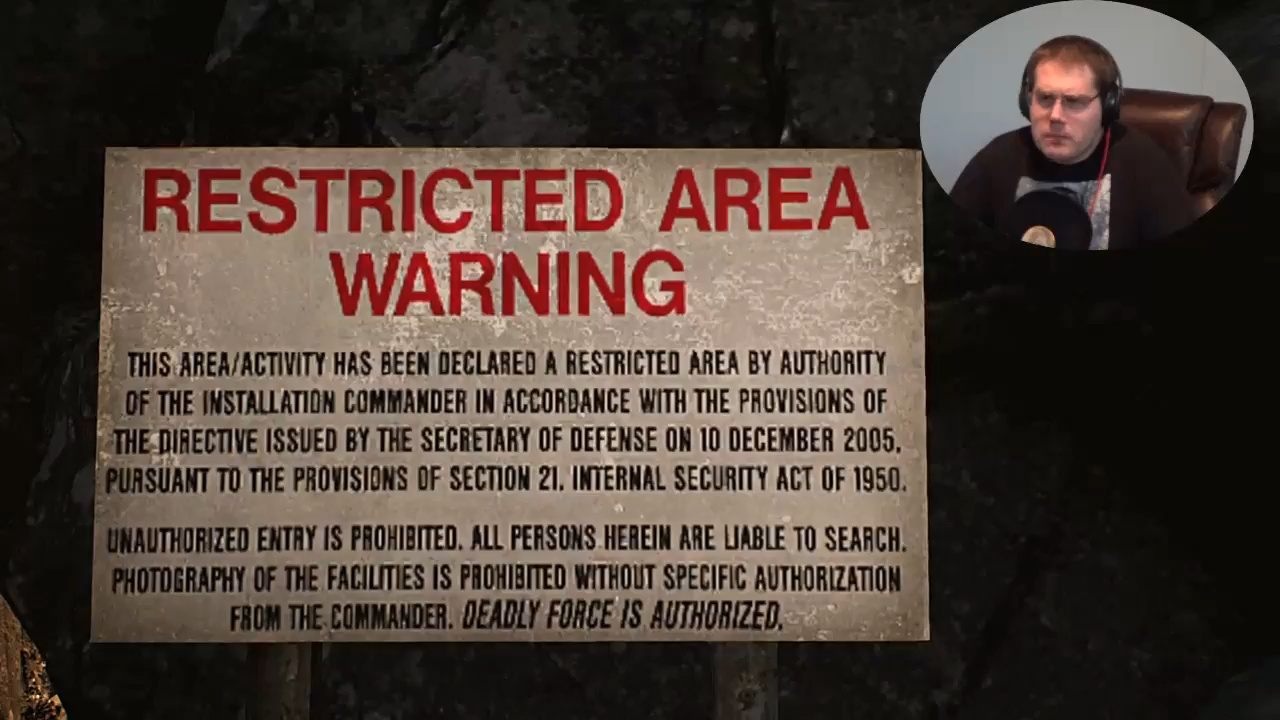 RESTRICTED AREA
WARNING
THIS AREA/ACTIVITY HAS BEEN DECLARED A RESTRICTED AREA BY AUTHORITY
OF THE INSTALLATION COMMANDER IN ACCORDANCE WITH THE PROVISIONS OF
THE DIRECTIVE ISSUED BY THE SECRETARY OF DEFENSE ON 10 DECEMBER 2005,
PURSUANT TO THE PROVISIONS OF SECTION 21, INTERNAL SECURITY ACT OF 1950.
UNAUTHORIZED ENTRY IS PROHIBITED. ALL PERSONS HEREIN ARE LIABLE TO SEARCH.
PHOTOGRAPHY OF THE FACILITIES IS PROHIBITED WITHOUT SPECIFIC AUTHORIZATION
FROM THE COMMANDER. DEADLY FORCE IS AUTHORIZED.